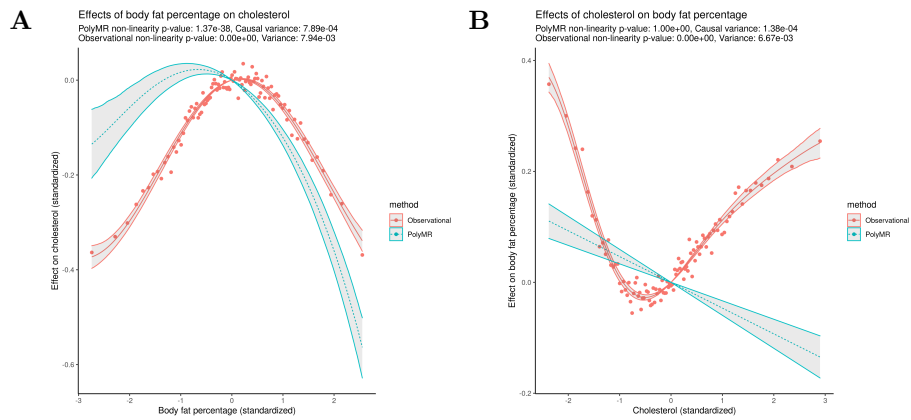 A
Effects of body fat percentage on cholesterol
PolyMR non-linearity p-value: 1.37e-38, Causal variance: 7.89e-04
Observational non-linearity p-value: 0.00e+00, Variance: 7.94e-03
Effect on cholesterol (standardized)
0.0
-0.2
-0.4
-0.6
-3
-2
-1
0
1
2
3
Body fat percentage (standardized)
method
Observational
PolyMR
B
Effects of cholesterol on body fat percentage
PolyMR non-linearity p-value: 1.00e+00, Causal variance: 1.38e-04
Observational non-linearity p-value: 0.00e+00, Variance: 6.67e-03
Effect on body fat percentage (standardized)
0.4
0.2
0.0
-0.2
-2
-1
0
1
2
3
Cholesterol (standardized)
method
Observational
PolyMR